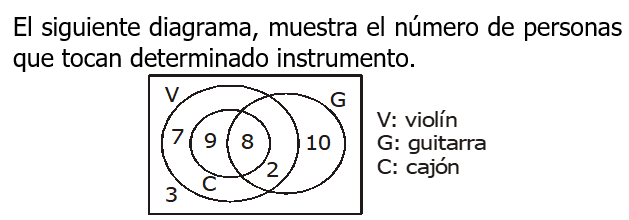 El siguiente diagrama, muestra el número de personas
que tocan determinado instrumento.
V
G
7
9
8
10
2
C
3
V: violín
G: guitarra
C: cajón